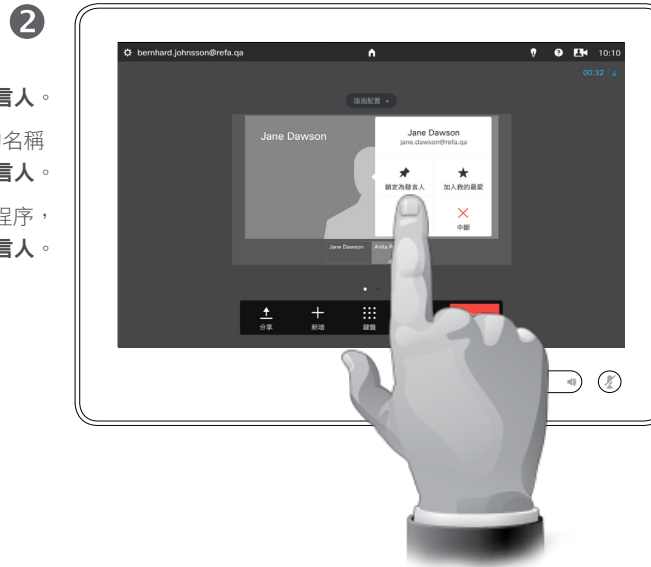 2
言人。
名稱
言人。
程序，
言人。
bernhard.johnsson@refa.qa
10:10
00:32
版面配置
Jane Dawson
Jane Dawson
jane.dawson@refa.qa
鎖定為發言人
加入我的最愛
中斷
Jane Dawson
Anita
分享
新增
鍵盤